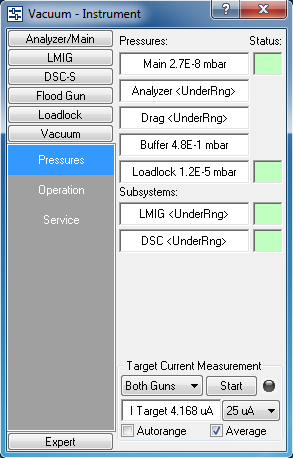 Vacuum - Instrument
?
Analyzer/Main
LMIG
DSC-S
Flood Gun
Loadlock
Vacuum
Pressures
Operation
Service
Expert
Pressures:
Status:
Main 2.7E-8 mbar
Analyzer <UnderRng>
Drag <UnderRng>
Buffer 4.8E-1 mbar
Loadlock 1.2E-5 mbar
Subsystems:
LMIG <UnderRng>
DSC <UnderRng>
Target Current Measurement
Both Guns
Start
I Target 4.168 uA
25 uA
Autorange
Average